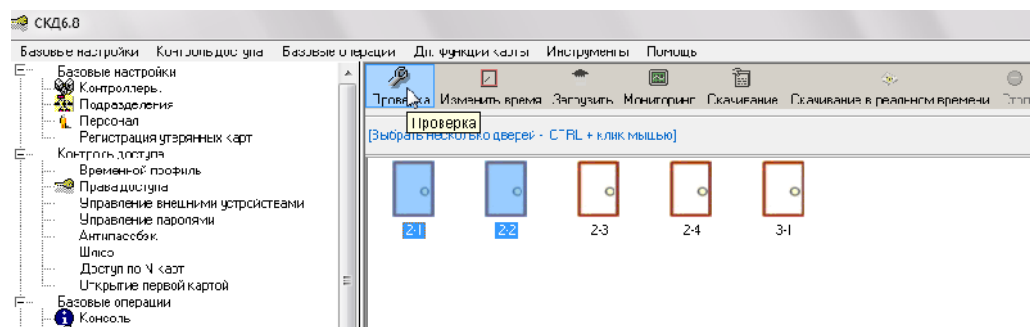 СКД6.8
Базовые настройки Контроль доступа Базовые операции Дп. функции карты Инструменты Помощь
Базовые настройки
Контроллеры
Подразделения
Персонал
Регистрация утерянных карт
Контроль доступа
Временной профиль
Права доступа
Управление внешними устройствами
Управление паролями
Антипассбэк
Шлюз
Доступ по N карт
Открытие первой картой
Базовые операции
Консоль
Проверка Изменить время Загрузить Мониторинг Скачивание Скачивание в реальном времени
Проверка
[Выбрать несколько дверей - CTRL + клик мышью]
2-1 2-2 2-3 2-4 3-1